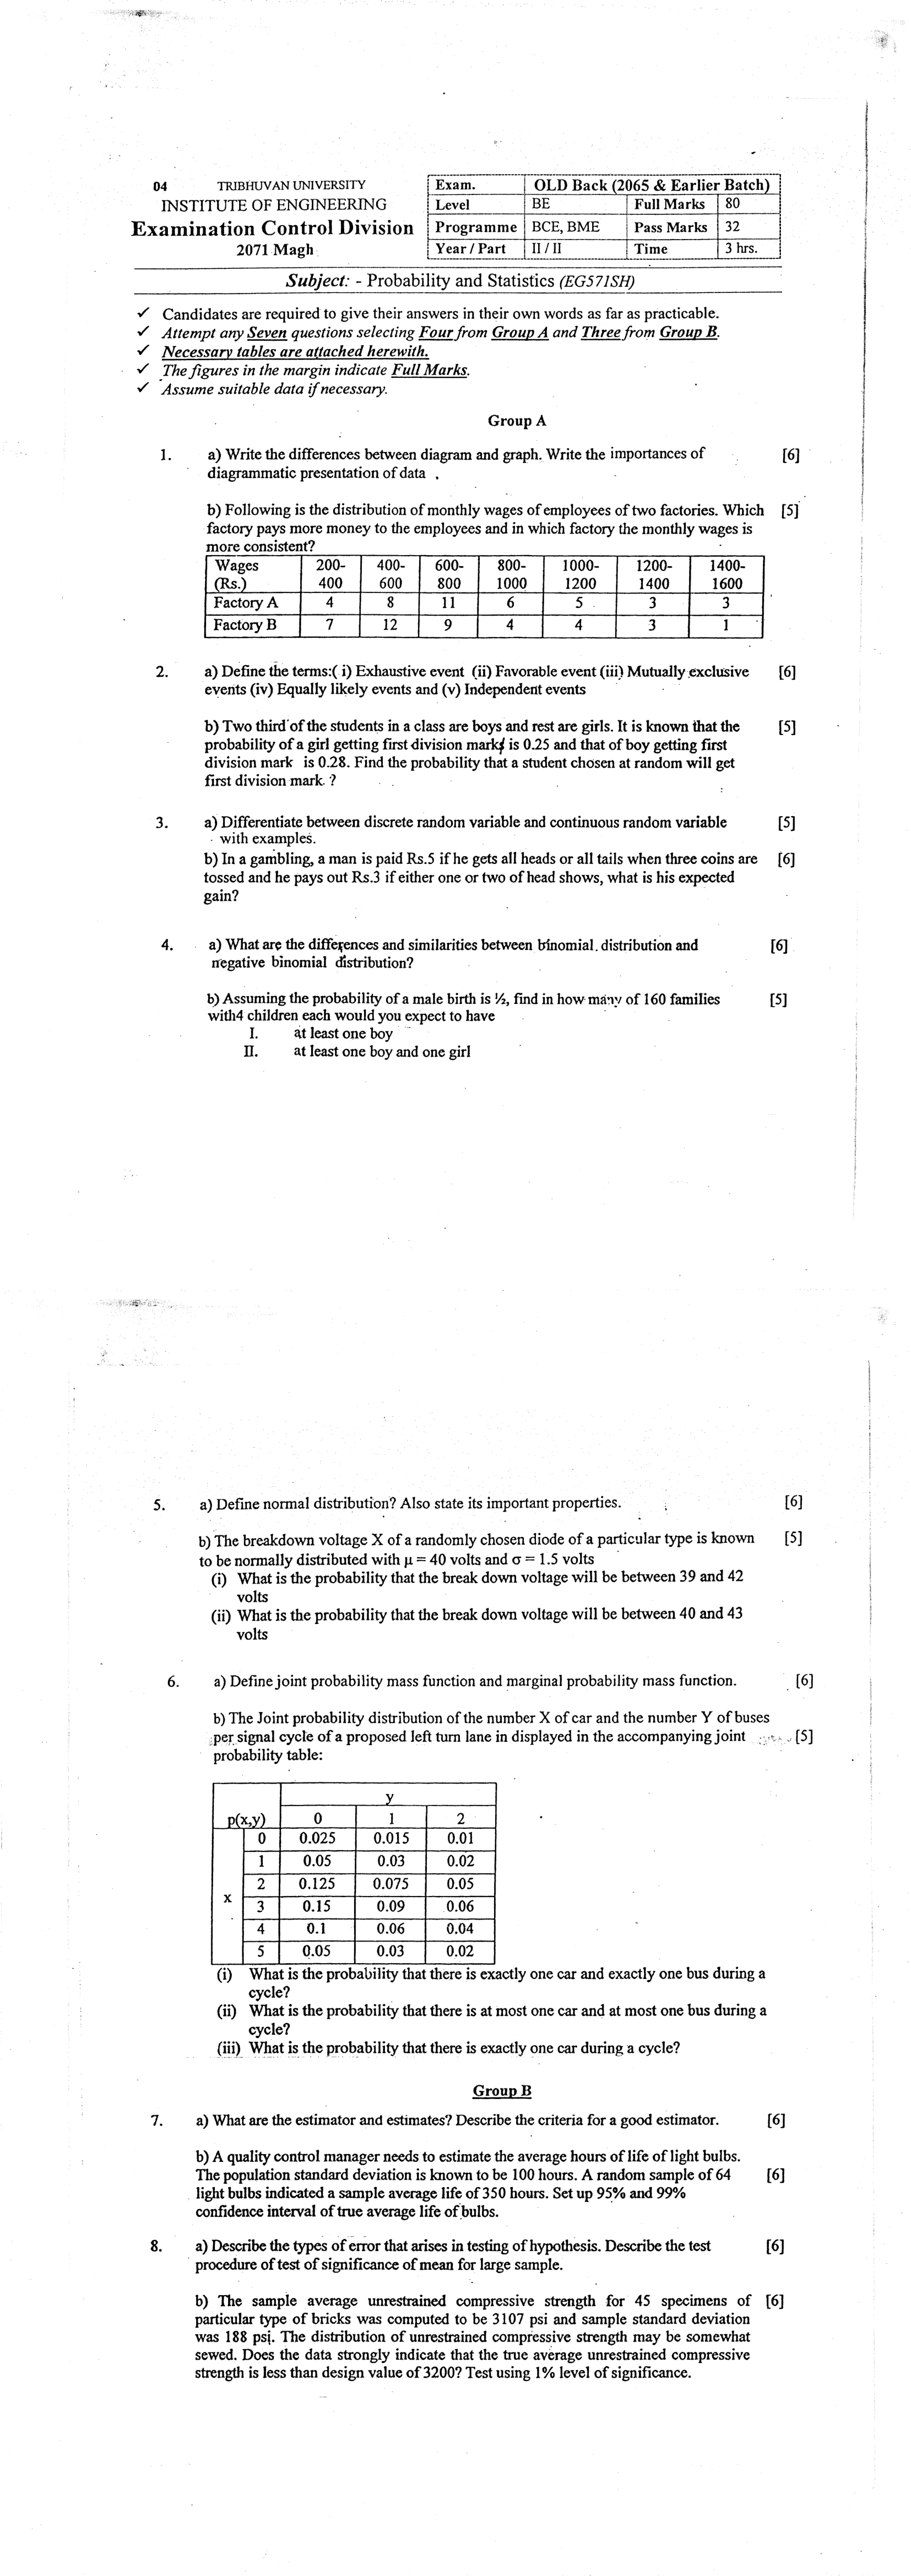 04 TRIBHUVAN UNIVERSITY
INSTITUTE OF ENGINEERING
Examination Control Division
2071 Magh
Exam. OLD Back (2065 & Earlier Batch)
Level BE Full Marks 80
Programme BCE, BME Pass Marks 32
Year / Part II / II Time 3 hrs.
Subject: - Probability and Statistics (EG571SH)
✓ Candidates are required to give their answers in their own words as far as practicable.
✓ Attempt any Seven questions selecting Four from Group A and Three from Group B.
✓ Necessary tables are attached herewith.
✓ The figures in the margin indicate Full Marks.
✓ Assume suitable data if necessary.
Group A
1. a) Write the differences between diagram and graph. Write the importances of [6]
diagrammatic presentation of data .
b) Following is the distribution of monthly wages of employees of two factories. Which [5]
factory pays more money to the employees and in which factory the monthly wages is
more consistent?
Wages 200- 400- 600- 800- 1000- 1200- 1400-
(Rs.) 400 600 800 1000 1200 1400 1600
Factory A 4 8 11 6 5 3 3
Factory B 7 12 9 4 4 3 1
2. a) Define the terms:( i) Exhaustive event (ii) Favorable event (iii) Mutually exclusive [6]
events (iv) Equally likely events and (v) Independent events
b) Two third of the students in a class are boys and rest are girls. It is known that the [5]
probability of a girl getting first division marks is 0.25 and that of boy getting first
division mark is 0.28. Find the probability that a student chosen at random will get
first division mark ?
3. a) Differentiate between discrete random variable and continuous random variable [5]
with examples.
b) In a gambling, a man is paid Rs.5 if he gets all heads or all tails when three coins are [6]
tossed and he pays out Rs.3 if either one or two of head shows, what is his expected
gain?
4. a) What are the differences and similarities between binomial distribution and [6]
negative binomial distribution?
b) Assuming the probability of a male birth is ½, find in how many of 160 families [5]
with4 children each would you expect to have
I. at least one boy
II. at least one boy and one girl
5. a) Define normal distribution? Also state its important properties. [6]
b) The breakdown voltage X of a randomly chosen diode of a particular type is known [5]
to be normally distributed with μ = 40 volts and σ = 1.5 volts
(i) What is the probability that the break down voltage will be between 39 and 42
volts
(ii) What is the probability that the break down voltage will be between 40 and 43
volts
6. a) Define joint probability mass function and marginal probability mass function. [6]
b) The Joint probability distribution of the number X of car and the number Y of buses
per signal cycle of a proposed left turn lane in displayed in the accompanying joint [5]
probability table:
y
p(x,y) 0 1 2
0 0.025 0.015 0.01
1 0.05 0.03 0.02
2 0.125 0.075 0.05
x 3 0.15 0.09 0.06
4 0.1 0.06 0.04
5 0.05 0.03 0.02
(i) What is the probability that there is exactly one car and exactly one bus during a
cycle?
(ii) What is the probability that there is at most one car and at most one bus during a
cycle?
(iii) What is the probability that there is exactly one car during a cycle?
Group B
7. a) What are the estimator and estimates? Describe the criteria for a good estimator. [6]
b) A quality control manager needs to estimate the average hours of life of light bulbs.
The population standard deviation is known to be 100 hours. A random sample of 64 [6]
light bulbs indicated a sample average life of 350 hours. Set up 95% and 99%
confidence interval of true average life of bulbs.
8. a) Describe the types of error that arises in testing of hypothesis. Describe the test [6]
procedure of test of significance of mean for large sample.
b) The sample average unrestrained compressive strength for 45 specimens of [6]
particular type of bricks was computed to be 3107 psi and sample standard deviation
was 188 psi. The distribution of unrestrained compressive strength may be somewhat
sewed. Does the data strongly indicate that the true average unrestrained compressive
strength is less than design value of 3200? Test using 1% level of significance.